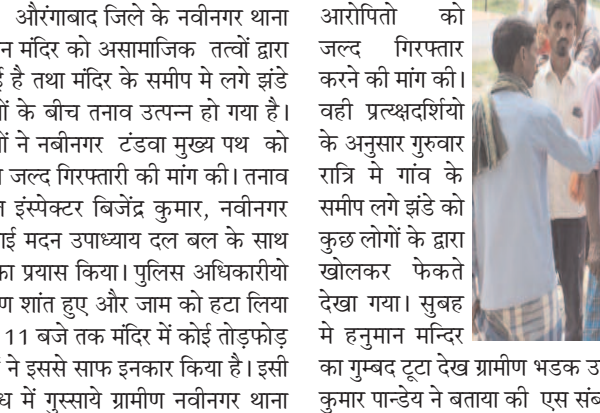 औरंगाबाद जिले के नवीनगर थाना
न मंदिर को असामाजिक तत्वों द्वारा
ई है तथा मंदिर के समीप मे लगे झंडे
ों के बीच तनाव उत्पन्न हो गया है।
ों ने नबीनगर टंडवा मुख्य पथ को
जल्द गिरफ्तारी की मांग की। तनाव
इंस्पेक्टर बिजेंद्र कुमार, नवीनगर
ाई मदन उपाध्याय दल बल के साथ
का प्रयास किया। पुलिस अधिकारीयो
ण शांत हुए और जाम को हटा लिया
11 बजे तक मंदिर में कोई तोड़फोड़
ने इससे साफ इनकार किया है। इसी
ध में गुस्साये ग्रामीण नवीनगर थाना
आरोपितो को
जल्द गिरफ्तार
करने की मांग की।
वही प्रत्य्क्षदर्शियो
के अनुसार गुरुवार
रात्रि मे गांव के
समीप लगे झंडे को
कुछ लोगों के द्वारा
खोलकर फेकते
देखा गया। सुबह
मे हनुमान मन्दिर
का गुम्बद टूटा देख ग्रामीण भडक उ
कुमार पान्डेय ने बताया की एस संब